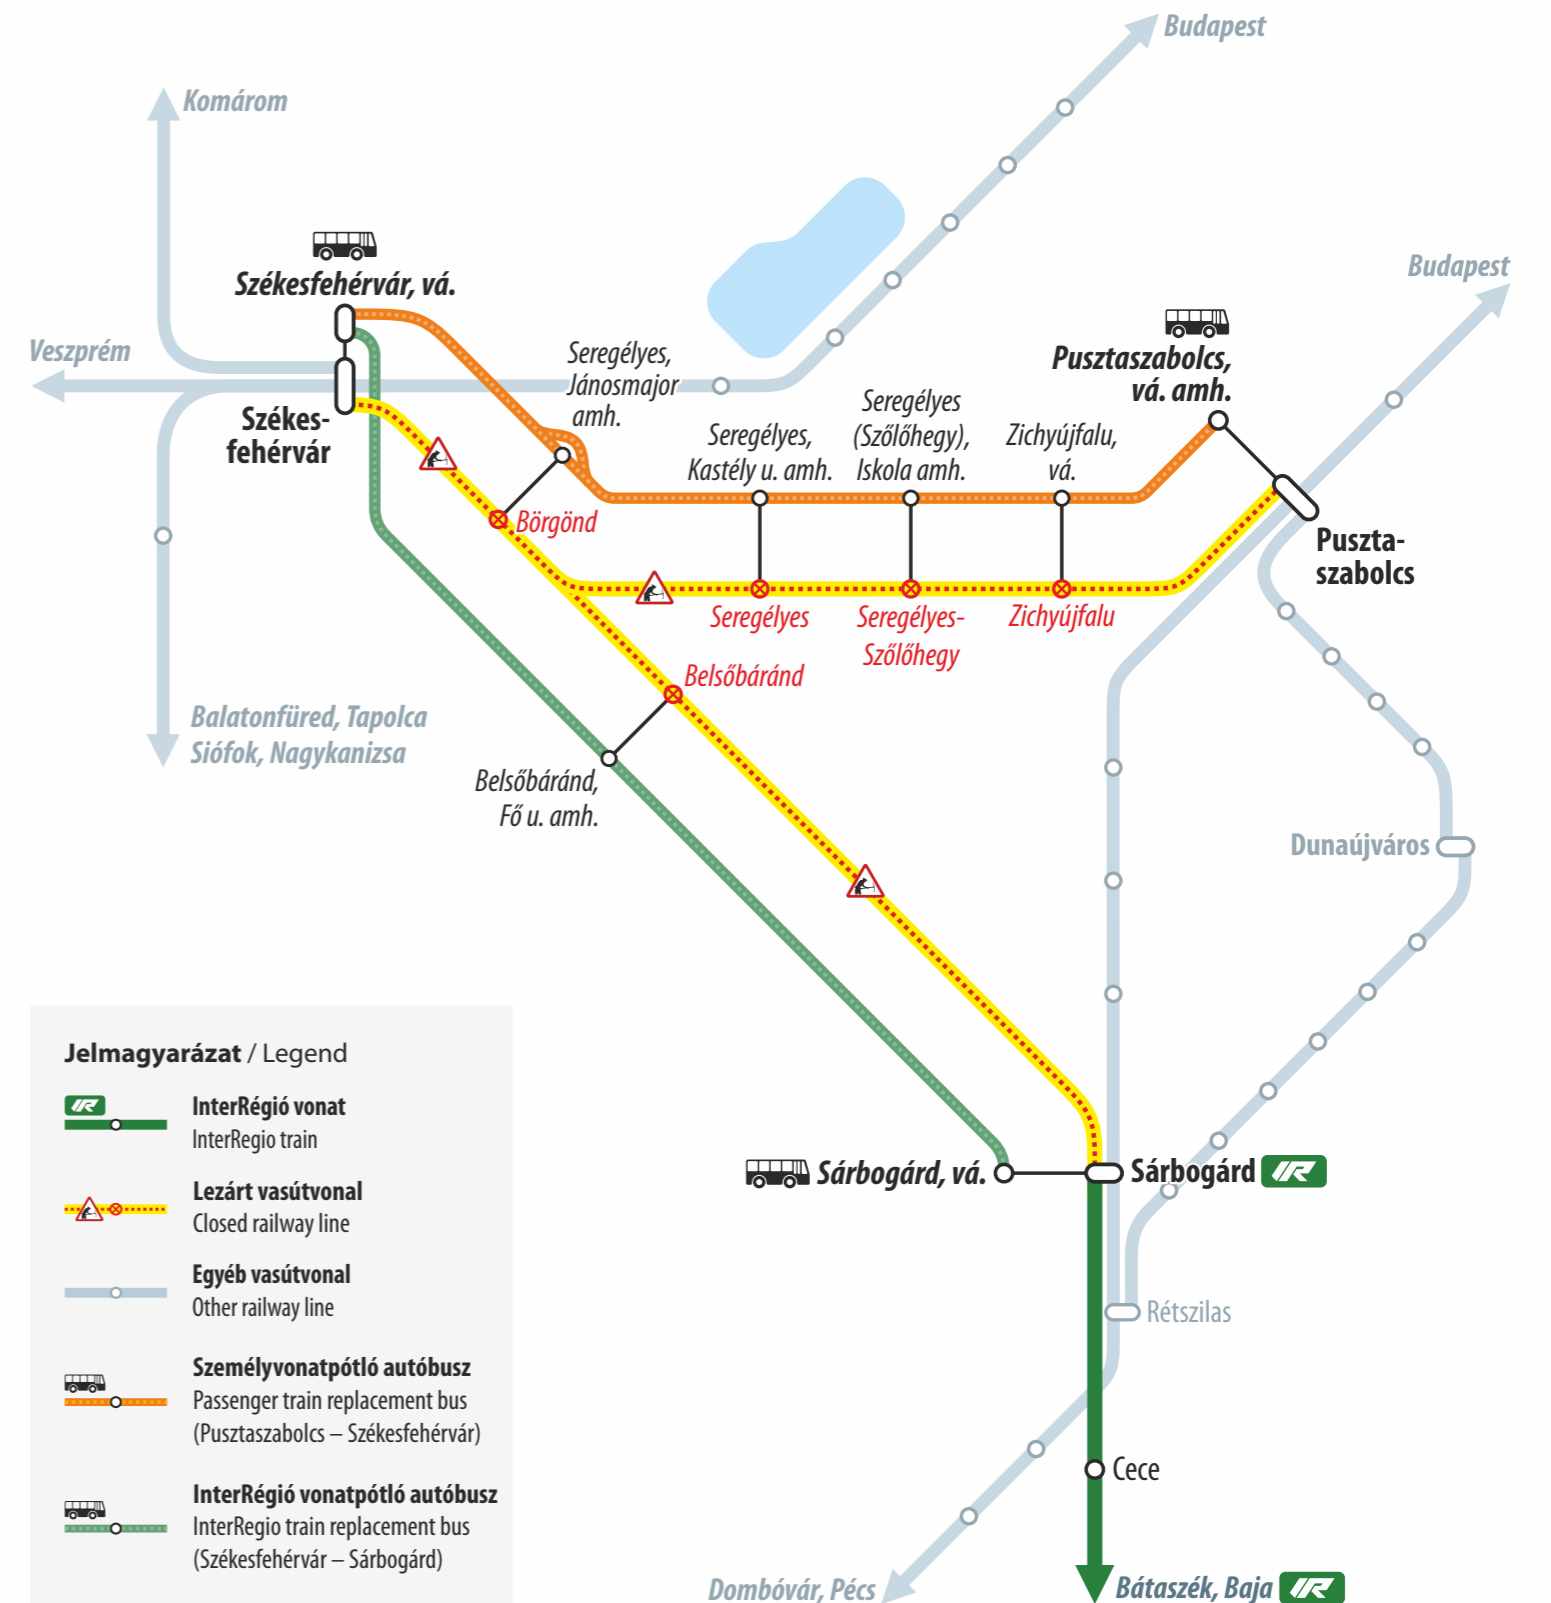 Budapest
Komárom
Székesfehérvár, vá.
Budapest
Veszprém
Seregélyes,
Jánosmajor
amh.
Pusztaszabolcs,
vá. amh.
Székes-
fehérvár
Seregélyes,
Kastély u. amh.
Seregélyes
(Szőlőhegy),
Iskola amh.
Zichyújfalu,
vá.
Börgönd
Puszta-
szabolcs
Seregélyes
Seregélyes-
Szőlőhegy
Zichyújfalu
Belsőbáránd
Balatonfüred, Tapolca
Siófok, Nagykanizsa
Belsőbáránd,
Fő u. amh.
Dunaújváros
Sárbogárd, vá.
Sárbogárd IR
Rétszilas
Cece
Dombóvár, Pécs
Bátaszék, Baja IR
Jelmagyarázat / Legend
IR
InterRégió vonat
InterRegio train
Lezárt vasútvonal
Closed railway line
Egyéb vasútvonal
Other railway line
Személyvonatpótló autóbusz
Passenger train replacement bus
(Pusztaszabolcs – Székesfehérvár)
InterRégió vonatpótló autóbusz
InterRegio train replacement bus
(Székesfehérvár – Sárbogárd)